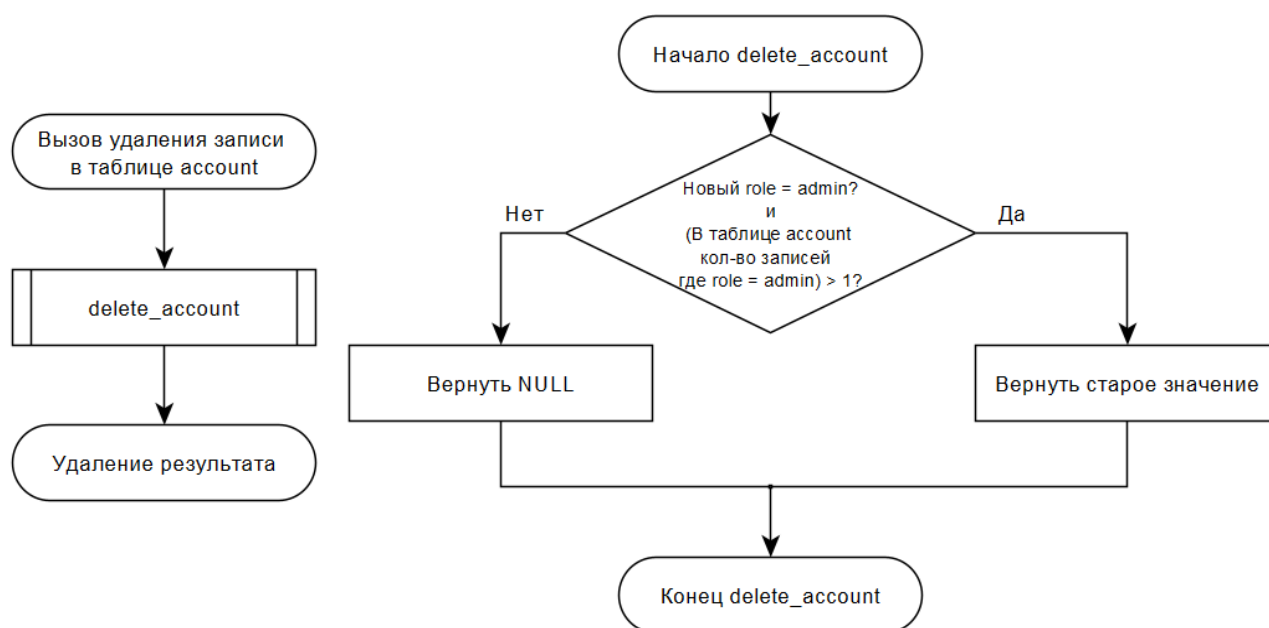 Вызов удаления записи
в таблице account
delete_account
Удаление результата
Начало delete_account
Новый role = admin?
и
(В таблице account
кол-во записей
где role = admin) > 1?
Нет
Да
Вернуть NULL
Вернуть старое значение
Конец delete_account